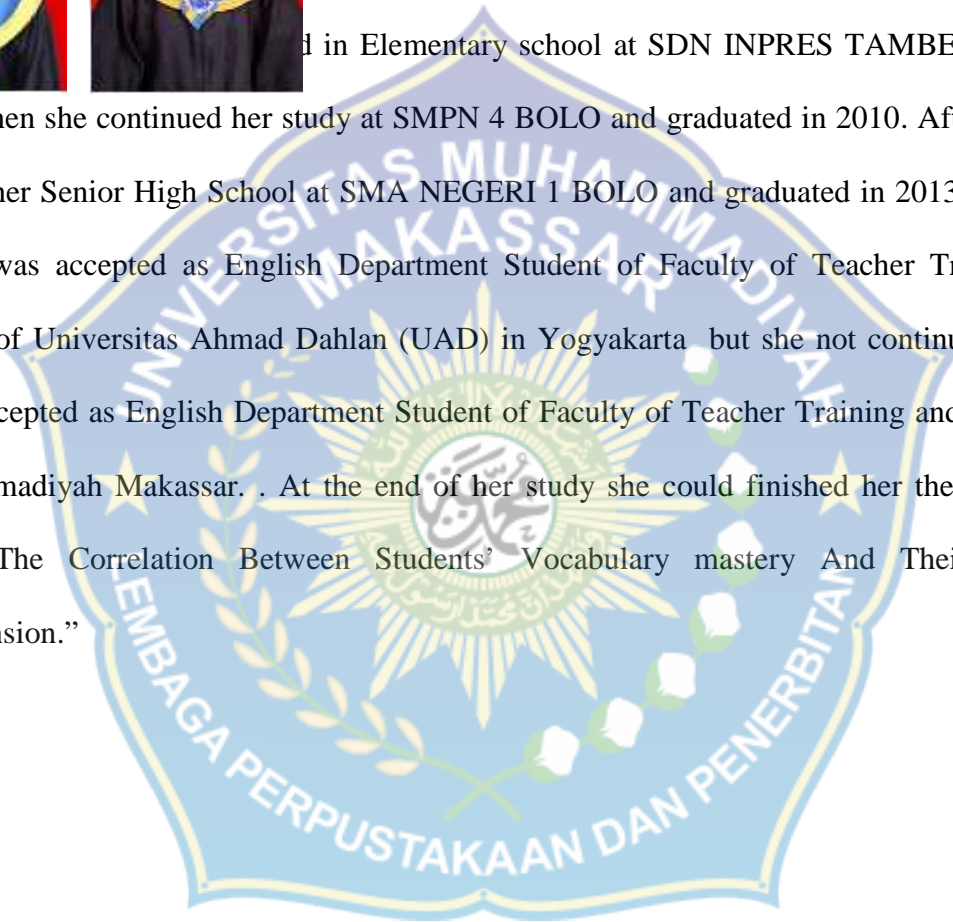 d in Elementary school at SDN INPRES TAMBE
hen she continued her study at SMPN 4 BOLO and graduated in 2010. Af
her Senior High School at SMA NEGERI 1 BOLO and graduated in 2013
was accepted as English Department Student of Faculty of Teacher Tr
of Universitas Ahmad Dahlan (UAD) in Yogyakarta but she not continu
cepted as English Department Student of Faculty of Teacher Training and
madiyah Makassar. . At the end of her study she could finished her the
The Correlation Between Students’ Vocabulary mastery And Thei
nsion.”
UNIVERSITAS MUHAMMADIYAH
MAKASSAR
LEMBAGA PERPUSTAKAAN DAN PENERBITAN